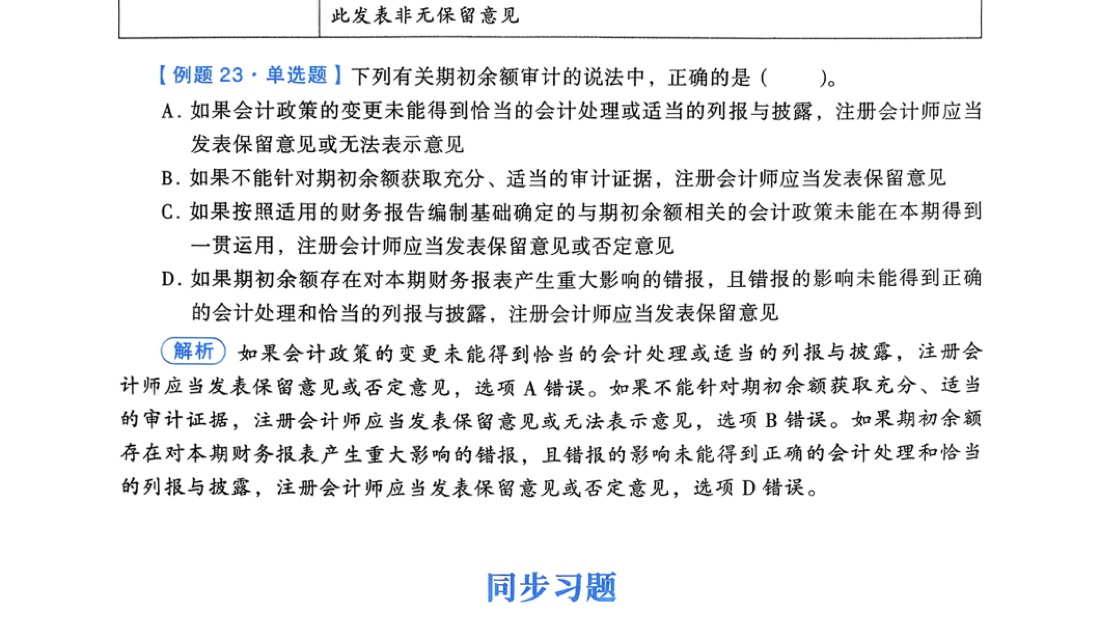 此发表非无保留意见
【例题 23·单选题】下列有关期初余额审计的说法中，正确的是（　　）。
A. 如果会计政策的变更未能得到恰当的会计处理或适当的列报与披露，注册会计师应当
发表保留意见或无法表示意见
B. 如果不能针对期初余额获取充分、适当的审计证据，注册会计师应当发表保留意见
C. 如果按照适用的财务报告编制基础确定的与期初余额相关的会计政策未能在本期得到
一贯运用，注册会计师应当发表保留意见或否定意见
D. 如果期初余额存在对本期财务报表产生重大影响的错报，且错报的影响未能得到正确
的会计处理和恰当的列报与披露，注册会计师应当发表保留意见
解析 如果会计政策的变更未能得到恰当的会计处理或适当的列报与披露，注册会
计师应当发表保留意见或否定意见，选项 A 错误。如果不能针对期初余额获取充分、适当
的审计证据，注册会计师应当发表保留意见或无法表示意见，选项 B 错误。如果期初余额
存在对本期财务报表产生重大影响的错报，且错报的影响未能得到正确的会计处理和恰当
的列报与披露，注册会计师应当发表保留意见或否定意见，选项 D 错误。
同步习题